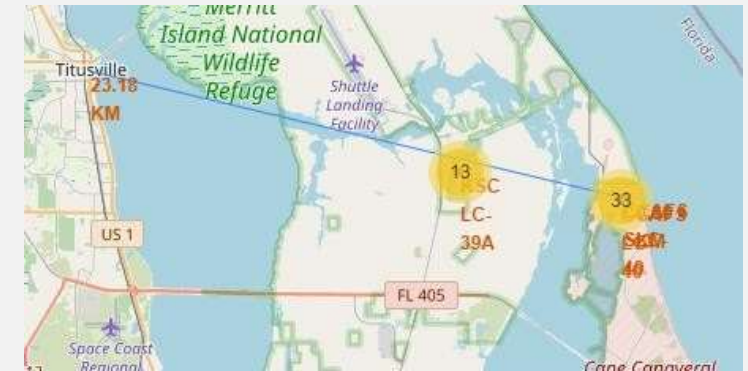 Merritt
Island National
Wildlife
Refuge
Titusville
23.18
KM
Shuttle
Landing
Facility
Florida
13
KSC
LC-
39A
33
40
US 1
FL 405
Space Coast
Regional
Cape Canaveral